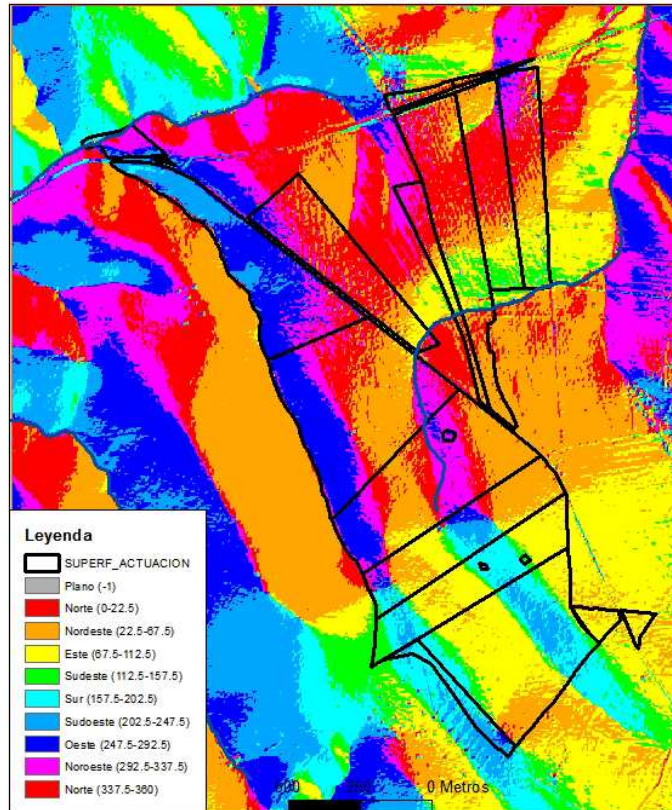 Leyenda
SUPERF_ACTUACION
Plano (-1)
Norte (0-22.5)
Nordeste (22.5-67.5)
Este (67.5-112.5)
Sudeste (112.5-157.5)
Sur (157.5-202.5)
Sudoeste (202.5-247.5)
Oeste (247.5-292.5)
Noroeste (292.5-337.5)
Norte (337.5-360)
0 Metros